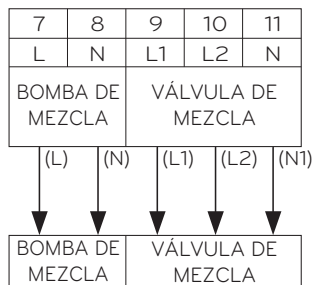 7 8 9 10 11
L N L1 L2 N
BOMBA DE VÁLVULA DE
MEZCLA MEZCLA
(L) (N) (L1) (L2) (N1)
BOMBA DE VÁLVULA DE
MEZCLA MEZCLA